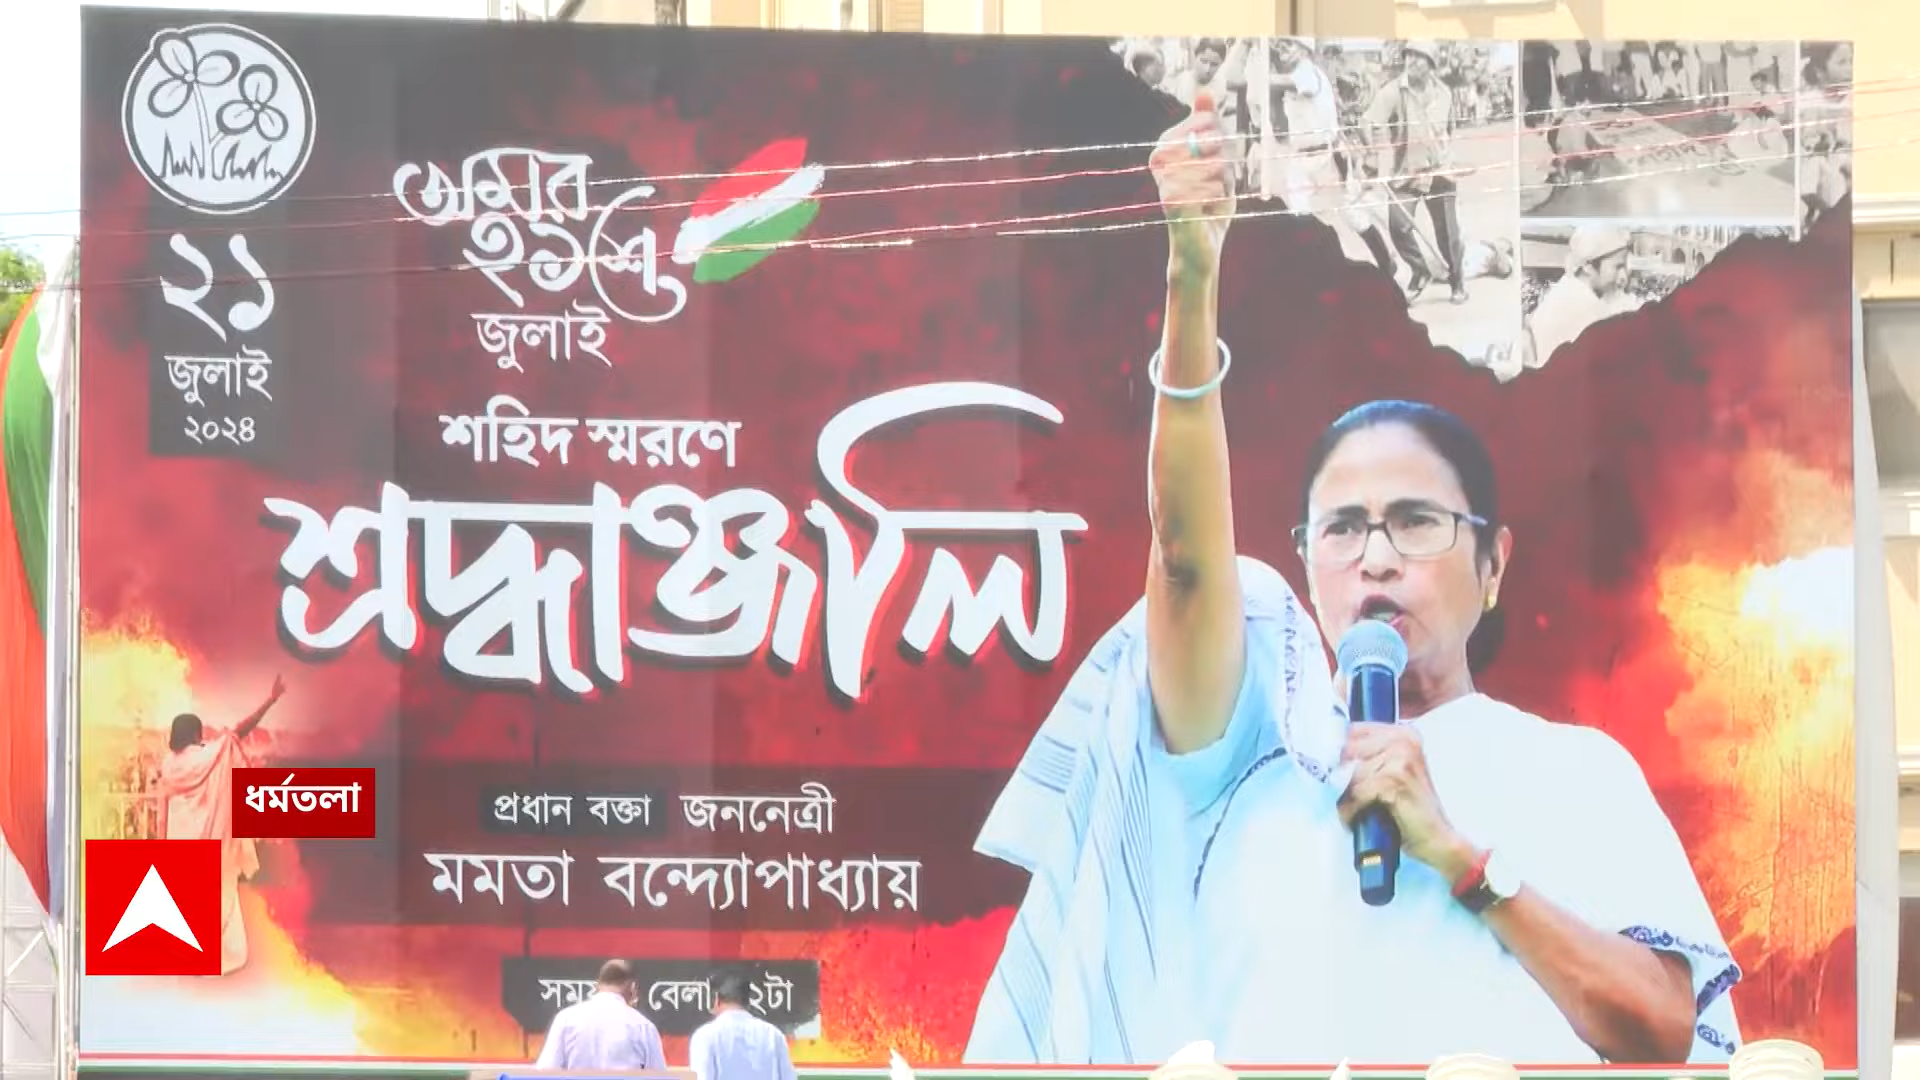 ২১
জুলাই
২০২৪
অমর
২১শে
জুলাই
শহিদ স্মরণে
শ্রদ্ধাঞ্জলি
প্রধান বক্তা জননেত্রী
মমতা বন্দ্যোপাধ্যায়
বেলা
ধর্মতলা